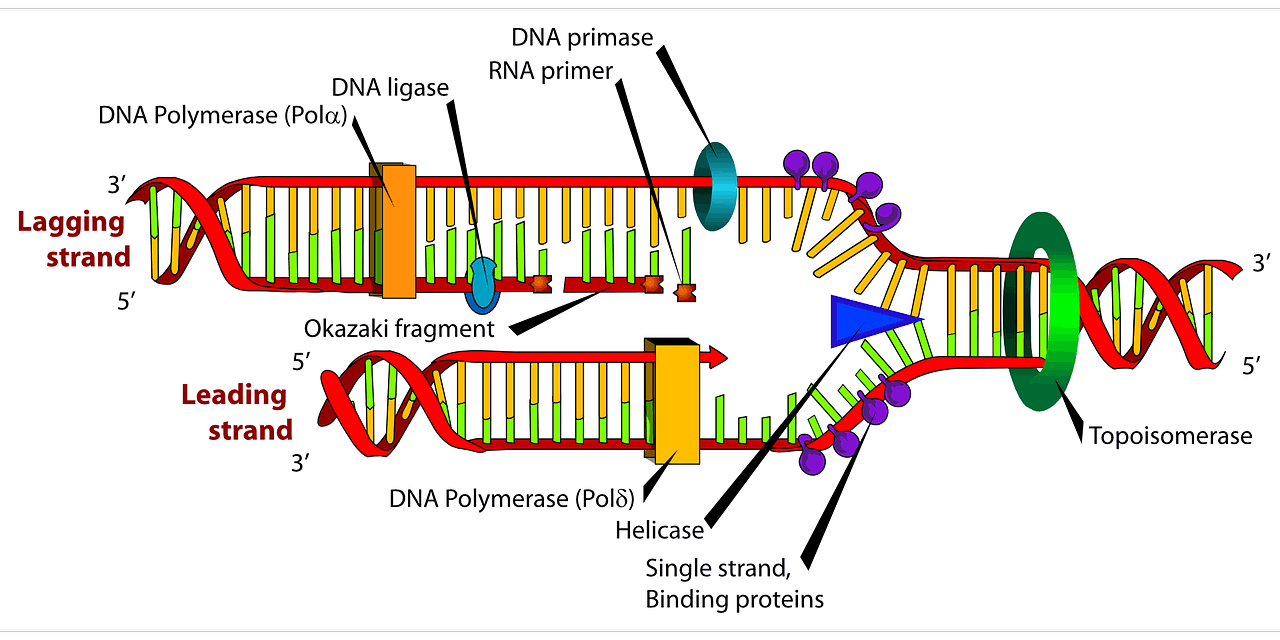 DNA primase
RNA primer
DNA ligase
DNA Polymerase (Polα)
3’
Lagging
strand
5’
Okazaki fragment
3’
5’
5’
Leading
strand
3’
Topoisomerase
DNA Polymerase (Polδ)
Helicase
Single strand,
Binding proteins